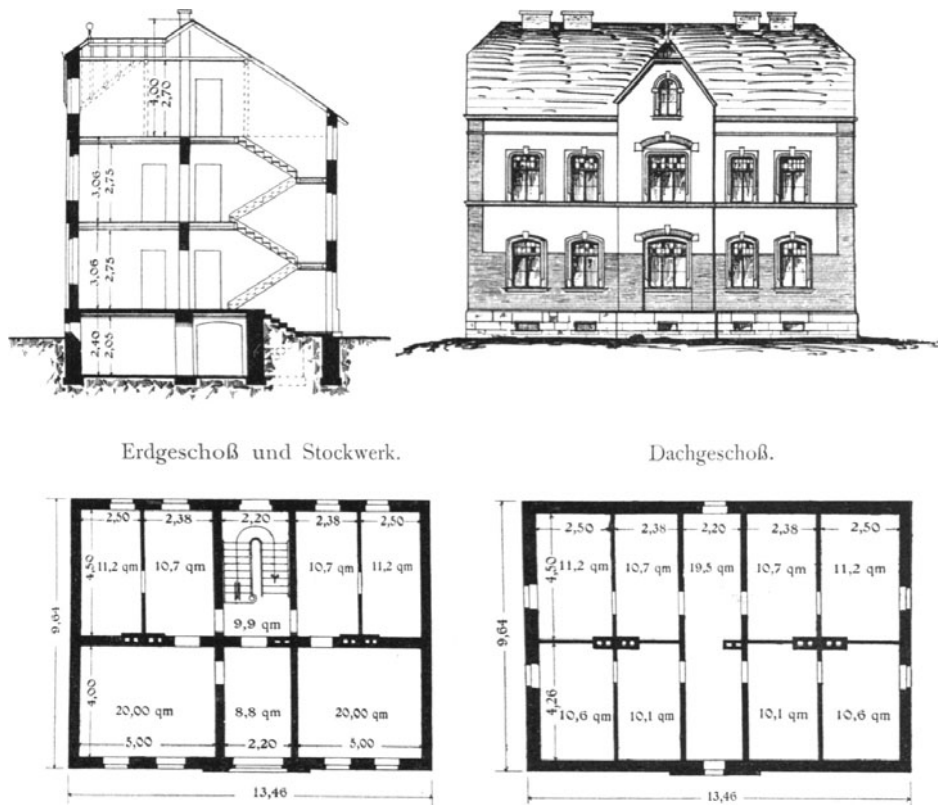 4,00
2,70
3,06
2,75
3,06
2,75
2,40
2,05
Erdgeschoß und Stockwerk.
2,50 2,38 2,20 2,38 2,50
4,50
11,2 qm 10,7 qm 10,7 qm 11,2 qm
9,9 qm
9,64
4,00
20,00 qm 8,8 qm 20,00 qm
5,00 2,20 5,00
13,46
Dachgeschoß.
2,50 2,38 2,20 2,38 2,50
4,50
11,2 qm 10,7 qm 19,5 qm 10,7 qm 11,2 qm
9,64
4,26
10,6 qm 10,1 qm 10,1 qm 10,6 qm
13,46